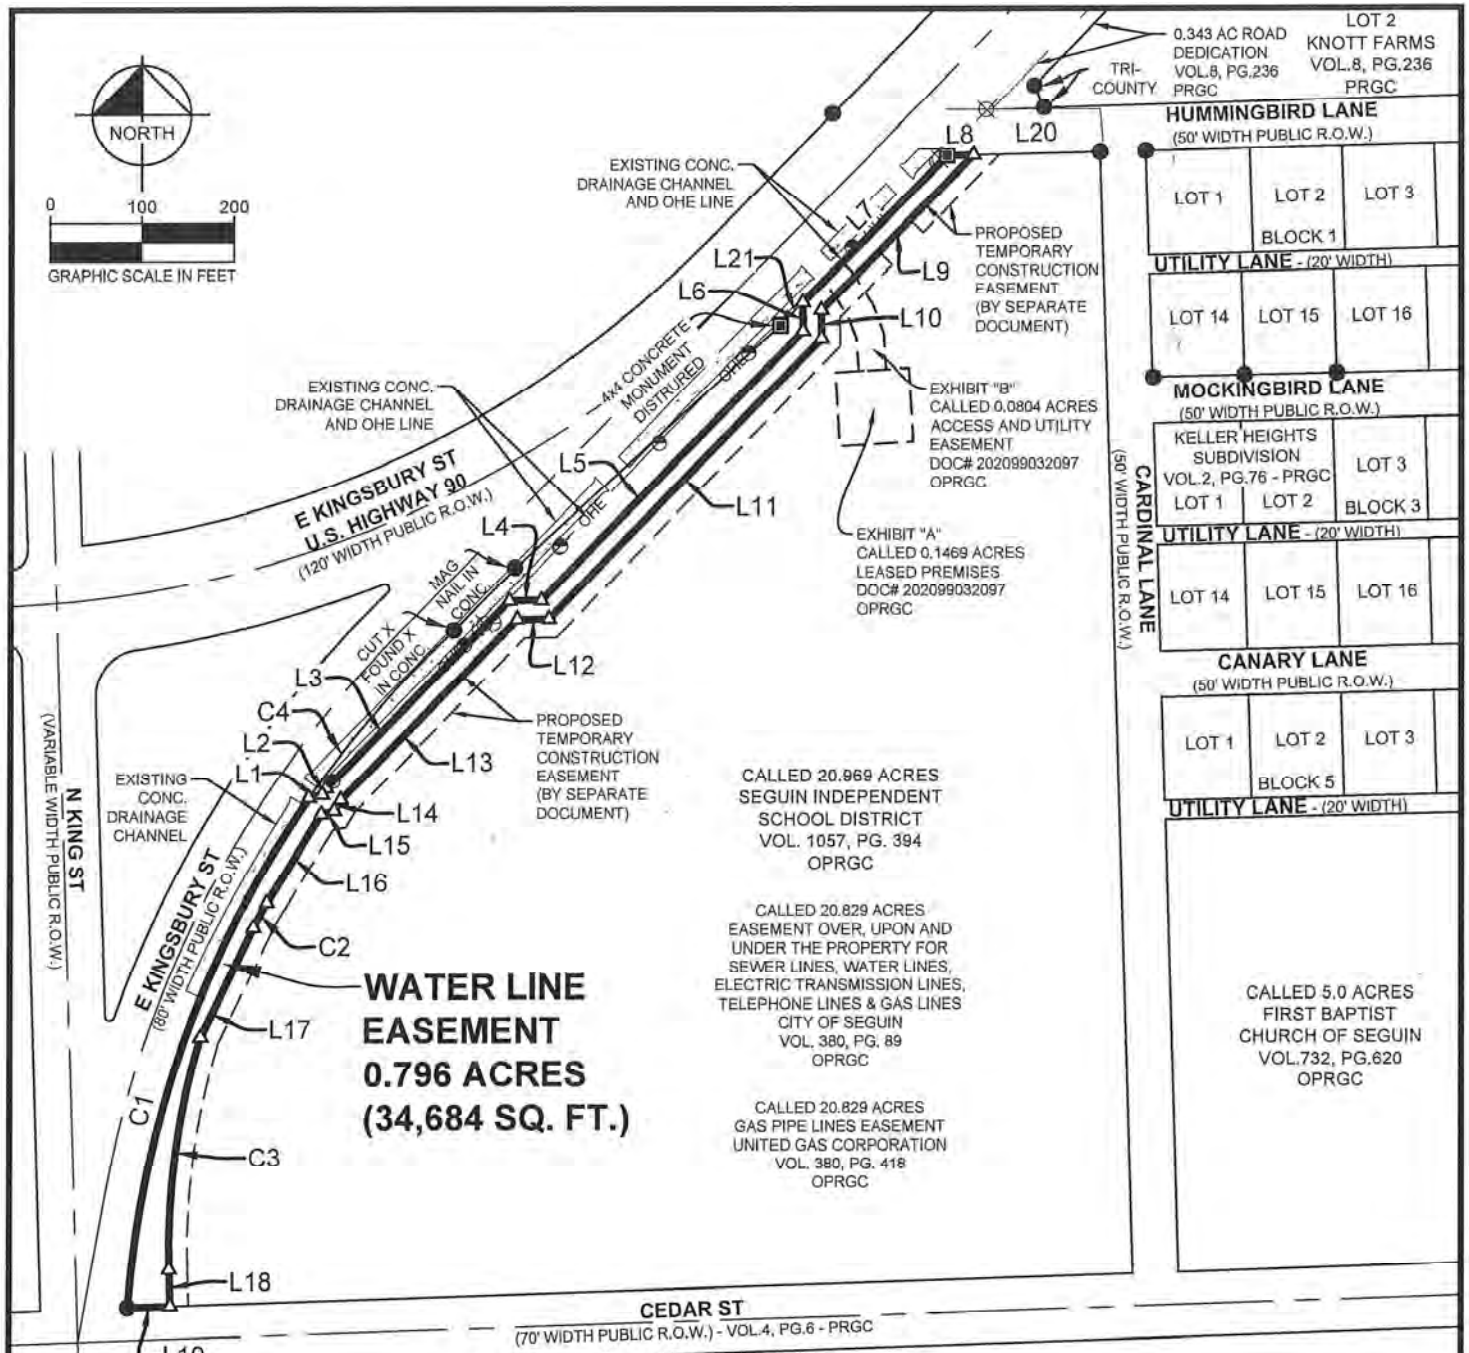 NORTH
0 100 200
GRAPHIC SCALE IN FEET
0.343 AC ROAD
DEDICATION
VOL.8, PG.236
PRGC
LOT 2
KNOTT FARMS
VOL.8, PG.236
PRGC
TRI-
COUNTY
HUMMINGBIRD LANE
(50' WIDTH PUBLIC R.O.W.)
L8
L20
EXISTING CONC.
DRAINAGE CHANNEL
AND OHE LINE
L7
LOT 1
LOT 2
LOT 3
BLOCK 1
UTILITY LANE - (20' WIDTH)
PROPOSED
TEMPORARY
CONSTRUCTION
EASEMENT
(BY SEPARATE
DOCUMENT)
L21
L6
L9
L10
LOT 14
LOT 15
LOT 16
4x4 CONCRETE
MONUMENT
DISTRURED
OHE
MOCKINGBIRD LANE
(50' WIDTH PUBLIC R.O.W.)
EXISTING CONC.
DRAINAGE CHANNEL
AND OHE LINE
EXHIBIT "B"
CALLED 0.0804 ACRES
ACCESS AND UTILITY
EASEMENT
DOC# 202099032097
OPRGC
KELLER HEIGHTS
SUBDIVISION
VOL.2, PG.76 - PRGC
LOT 1
LOT 2
LOT 3
BLOCK 3
UTILITY LANE - (20' WIDTH)
E KINGSBURY ST
U.S. HIGHWAY 90
(120' WIDTH PUBLIC R.O.W.)
L5
L11
L4
OHE
EXHIBIT "A"
CALLED 0.1469 ACRES
LEASED PREMISES
DOC# 202099032097
OPRGC
CARDINAL LANE
(50' WIDTH PUBLIC R.O.W.)
MAG
NAIL IN
CONC.
CUT X
FOUND X
IN CONC.
LOT 14
LOT 15
LOT 16
CANARY LANE
(50' WIDTH PUBLIC R.O.W.)
L12
L3
C4
L2
L1
L13
PROPOSED
TEMPORARY
CONSTRUCTION
EASEMENT
(BY SEPARATE
DOCUMENT)
LOT 1
LOT 2
LOT 3
BLOCK 5
UTILITY LANE - (20' WIDTH)
EXISTING
CONC.
DRAINAGE
CHANNEL
L14
L15
L16
CALLED 20.969 ACRES
SEGUIN INDEPENDENT
SCHOOL DISTRICT
VOL. 1057, PG. 394
OPRGC
N KING ST
(VARIABLE WIDTH PUBLIC R.O.W.)
E KINGSBURY ST
(80' WIDTH PUBLIC R.O.W.)
C2
L17
CALLED 20.829 ACRES
EASEMENT OVER, UPON AND
UNDER THE PROPERTY FOR
SEWER LINES, WATER LINES,
ELECTRIC TRANSMISSION LINES,
TELEPHONE LINES & GAS LINES
CITY OF SEGUIN
VOL. 380, PG. 89
OPRGC
WATER LINE
EASEMENT
0.796 ACRES
(34,684 SQ. FT.)
CALLED 5.0 ACRES
FIRST BAPTIST
CHURCH OF SEGUIN
VOL.732, PG.620
OPRGC
C1
C3
CALLED 20.829 ACRES
GAS PIPE LINES EASEMENT
UNITED GAS CORPORATION
VOL. 380, PG. 418
OPRGC
L18
CEDAR ST
(70' WIDTH PUBLIC R.O.W.) - VOL.4, PG.6 - PRGC